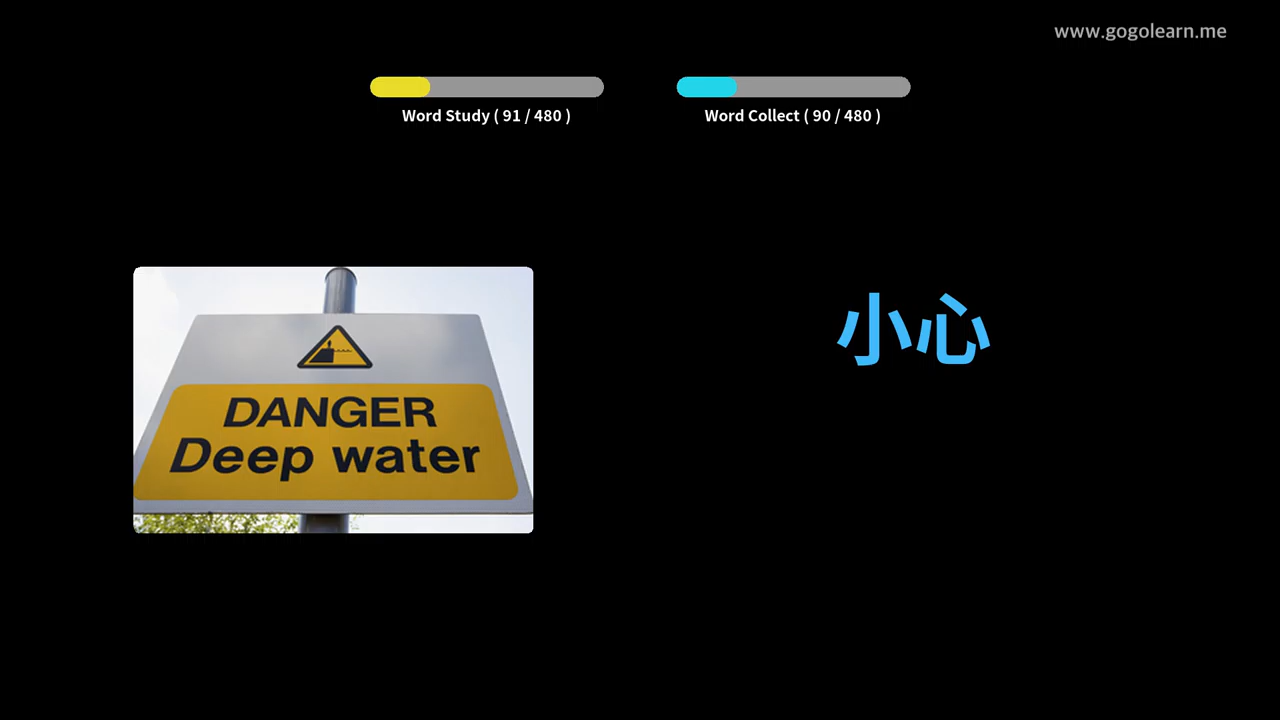 www.gogolearn.me
Word Study ( 91 / 480 )
Word Collect ( 90 / 480 )
小心
DANGER
Deep water